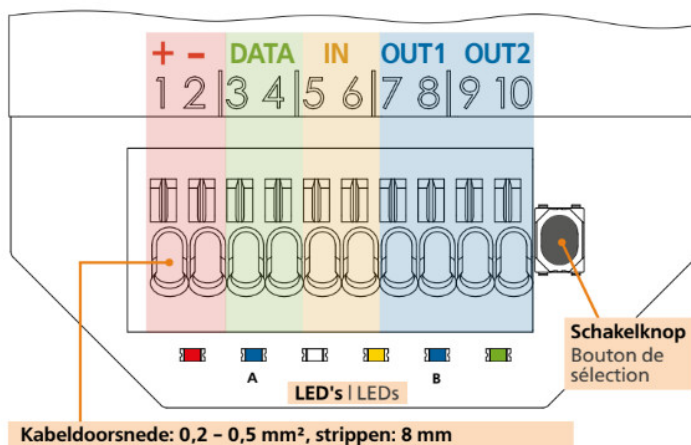 + - DATA IN OUT1 OUT2
1 2 3 4 5 6 7 8 9 10
Schakelknop
Bouton de
sélection
A B
LED's | LEDs
Kabeldoorsnede: 0,2 – 0,5 mm², strippen: 8 mm